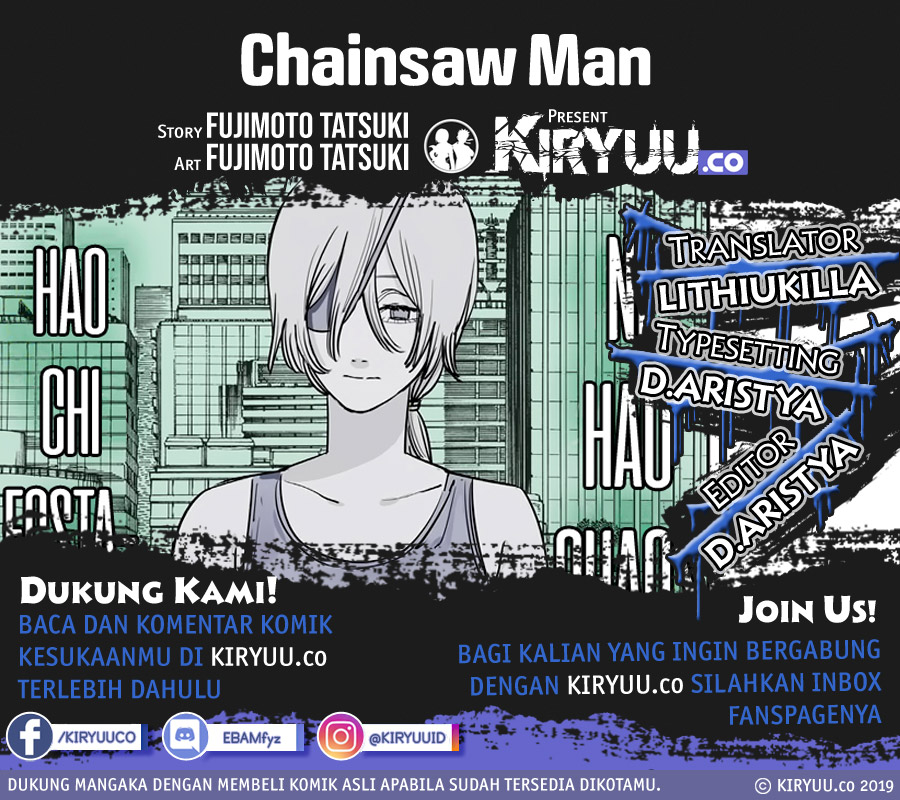 Chainsaw Man
STORY FUJIMOTO TATSUKI
ART FUJIMOTO TATSUKI
PRESENT
KIRYUU.CO
HAO
CHI
HAO
TRANSLATOR
LITHIUKILLA
TYPESETTING
D.ARISTYA
EDITOR
D.ARISTYA
DUKUNG KAMI!
BACA DAN KOMENTAR KOMIK
KESUKAANMU DI KIRYUU.co
TERLEBIH DAHULU
JOIN US!
BAGI KALIAN YANG INGIN BERGABUNG
DENGAN KIRYUU.co SILAHKAN INBOX
FANSPAGENYA
/KIRYUUCO
EBAMfyz
@KIRYUUID
DUKUNG MANGAKA DENGAN MEMBELI KOMIK ASLI APABILA SUDAH TERSEDIA DIKOTAMU.
© KIRYUU.co 2019